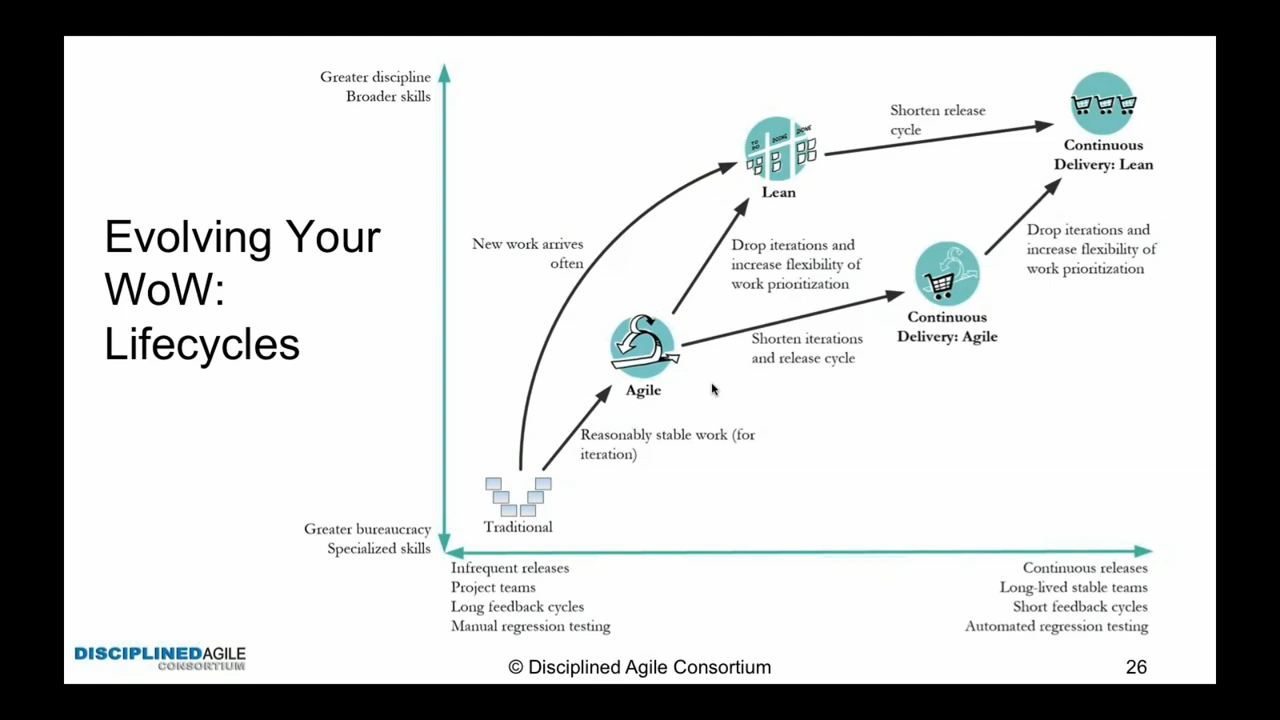 Greater discipline
Broader skills
Evolving Your
WoW:
Lifecycles
TO
DO
DOING
DONE
Lean
Shorten release
cycle
Continuous
Delivery: Lean
New work arrives
often
Drop iterations and
increase flexibility of
work prioritization
Drop iterations and
increase flexibility of
work prioritization
Continuous
Delivery: Agile
Shorten iterations
and release cycle
Agile
Reasonably stable work (for
iteration)
Traditional
Greater bureaucracy
Specialized skills
Infrequent releases
Project teams
Long feedback cycles
Manual regression testing
Continuous releases
Long-lived stable teams
Short feedback cycles
Automated regression testing
DISCIPLINEDAGILE
CONSORTIUM
© Disciplined Agile Consortium
26